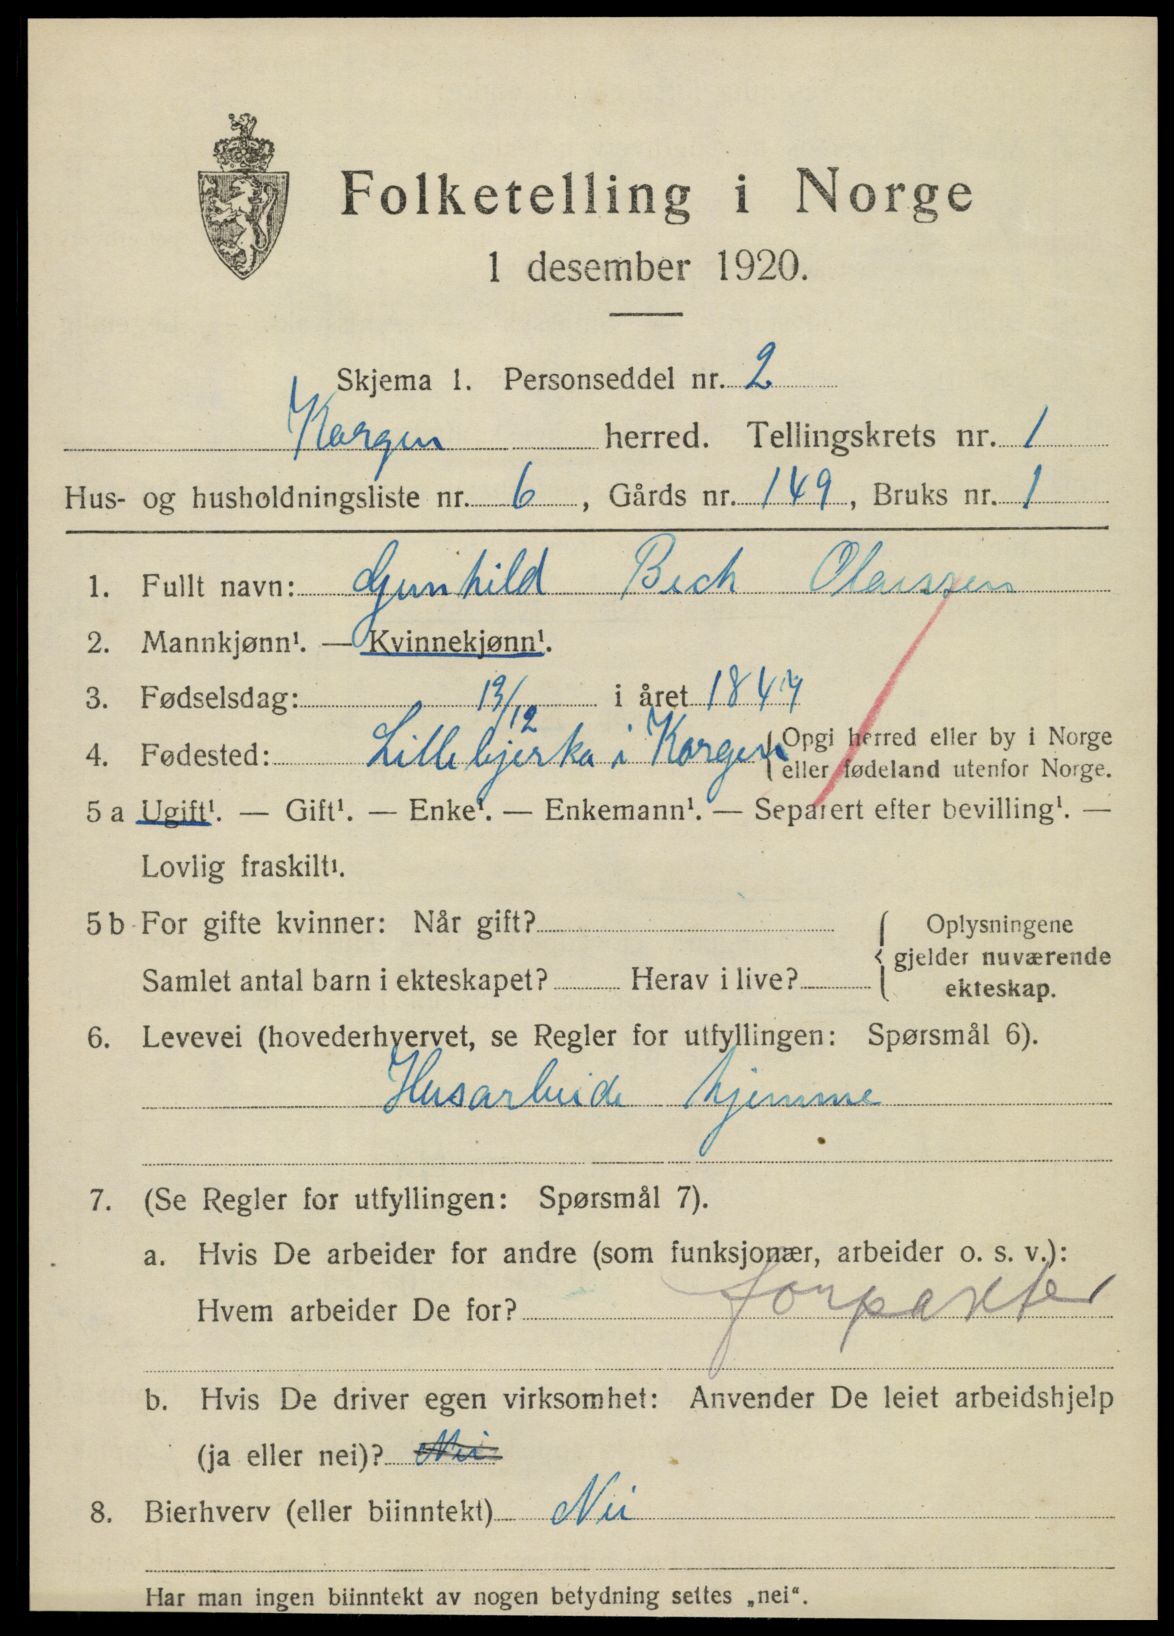 Folketelling i Norge
1 desember 1920.
Skjema 1. Personseddel nr. 2
Korgen herred. Tellingskrets nr. 1
Hus- og husholdningsliste nr. 6, Gårds nr. 149, Bruks nr. 1
1. Fullt navn: Gunhild Bech Olaissen
2. Mannkjønn¹. — Kvinnekjønn¹.
3. Fødselsdag: 19/12 i året 1847
4. Fødested: Lillebjerka i Korgen { Opgi herred eller by i Norge
eller fødeland utenfor Norge.
5 a Ugift¹. — Gift¹. — Enke¹. — Enkemann¹. — Separert efter bevilling¹. —
Lovlig fraskilt¹.
5 b For gifte kvinner: Når gift? { Oplysningene
gjelder nuværende
Samlet antal barn i ekteskapet? Herav i live? ekteskap.
6. Levevei (hovederhvervet, se Regler for utfyllingen: Spørsmål 6).
Husarbeide hjemme
7. (Se Regler for utfyllingen: Spørsmål 7).
a. Hvis De arbeider for andre (som funksjonær, arbeider o. s. v.):
Hvem arbeider De for? forpakter
b. Hvis De driver egen virksomhet: Anvender De leiet arbeidshjelp
(ja eller nei)? Nei
8. Bierhverv (eller biinntekt) Nei
Har man ingen biinntekt av nogen betydning settes „nei“.